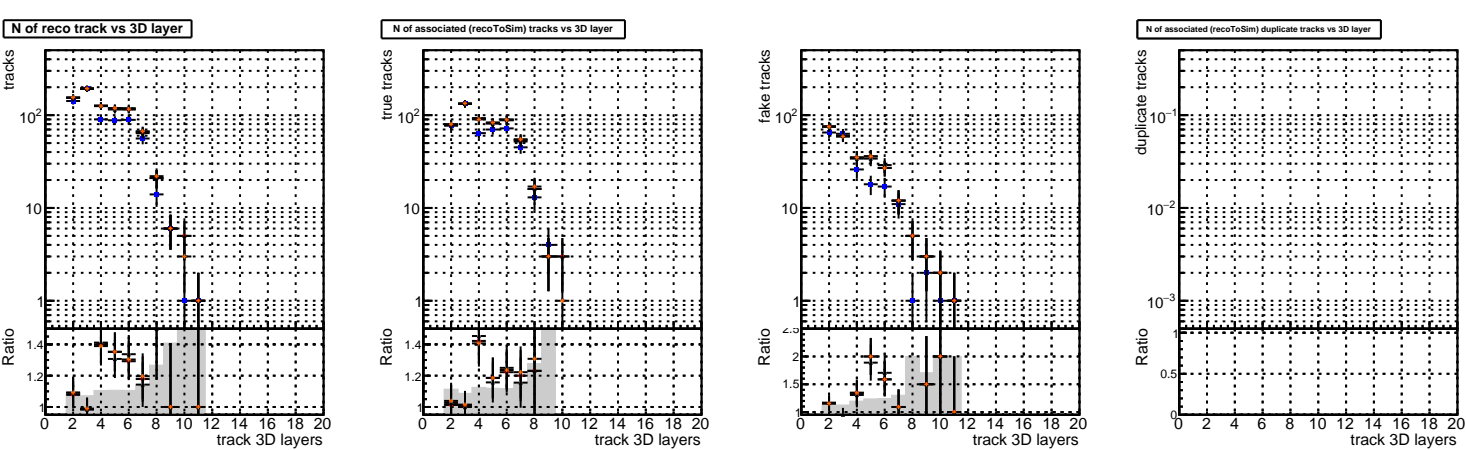 N of reco track vs 3D layer
tracks
10²
10
1
Ratio
1.4
1.2
1
0 2 4 6 8 10 12 14 16 18 20
track 3D layers
N of associated (recoToSim) tracks vs 3D layer
true tracks
10²
10
1
Ratio
1.4
1.2
1
0 2 4 6 8 10 12 14 16 18 20
track 3D layers
fake tracks
10²
10
1
Ratio
2.5
2
1.5
1
0 2 4 6 8 10 12 14 16 18 20
track 3D layers
N of associated (recoToSim) duplicate tracks vs 3D layer
duplicate tracks
10⁻¹
10⁻²
10⁻³
Ratio
1
0.5
0
0 2 4 6 8 10 12 14 16 18 20
track 3D layers